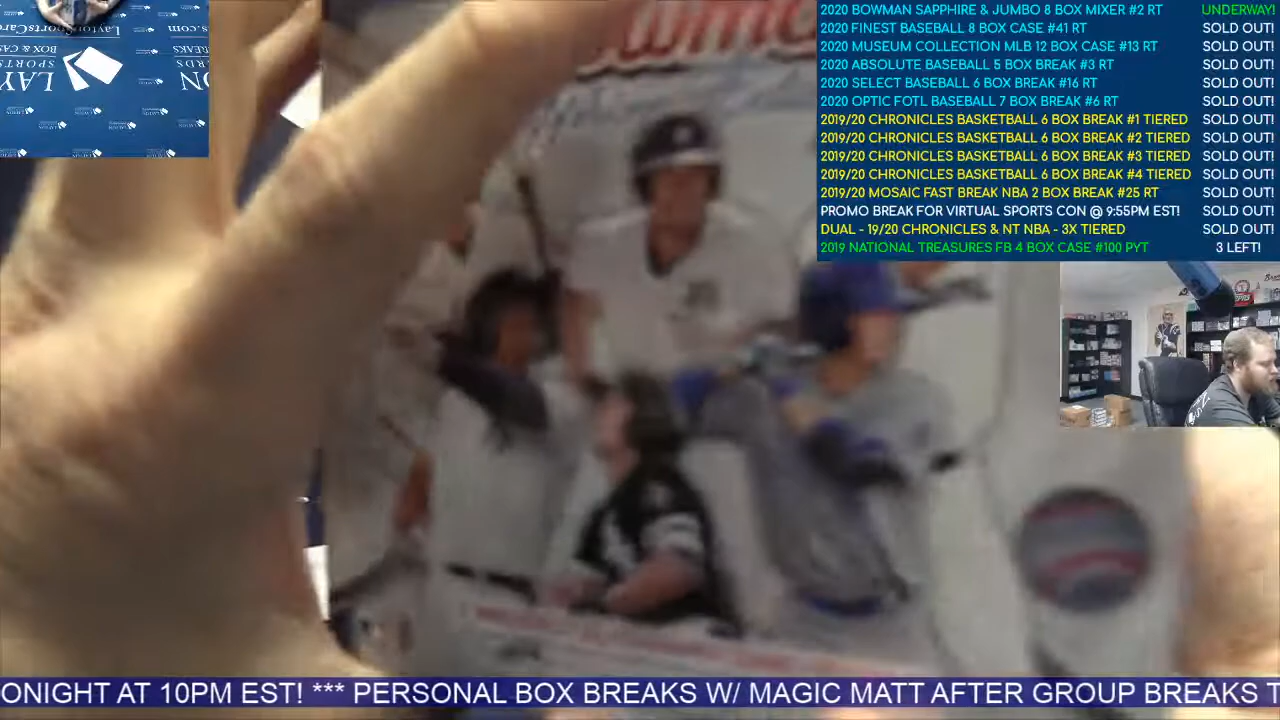 2020 BOWMAN SAPPHIRE & JUMBO 8 BOX MIXER #2 RT UNDERWAY!
2020 FINEST BASEBALL 8 BOX CASE #41 RT SOLD OUT!
2020 MUSEUM COLLECTION MLB 12 BOX CASE #13 RT SOLD OUT!
2020 ABSOLUTE BASEBALL 5 BOX BREAK #3 RT SOLD OUT!
2020 SELECT BASEBALL 6 BOX BREAK #16 RT SOLD OUT!
2020 OPTIC FOTL BASEBALL 7 BOX BREAK #6 RT SOLD OUT!
2019/20 CHRONICLES BASKETBALL 6 BOX BREAK #1 TIERED SOLD OUT!
2019/20 CHRONICLES BASKETBALL 6 BOX BREAK #2 TIERED SOLD OUT!
2019/20 CHRONICLES BASKETBALL 6 BOX BREAK #3 TIERED SOLD OUT!
2019/20 CHRONICLES BASKETBALL 6 BOX BREAK #4 TIERED SOLD OUT!
2019/20 MOSAIC FAST BREAK NBA 2 BOX BREAK #25 RT SOLD OUT!
PROMO BREAK FOR VIRTUAL SPORTS CON @ 9:55PM EST! SOLD OUT!
DUAL - 19/20 CHRONICLES & NT NBA - 3X TIERED SOLD OUT!
2019 NATIONAL TREASURES FB 4 BOX CASE #100 PYT 3 LEFT!
ONIGHT AT 10PM EST! *** PERSONAL BOX BREAKS W/ MAGIC MATT AFTER GROUP BREAKS T